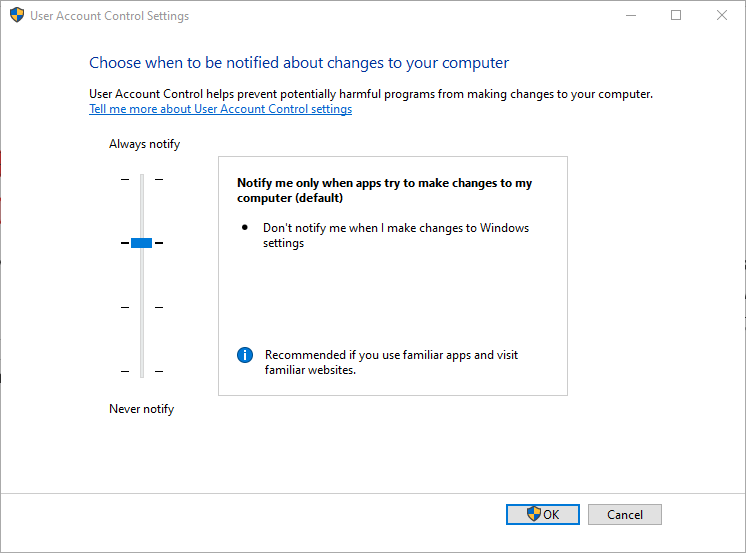 User Account Control Settings
Choose when to be notified about changes to your computer
User Account Control helps prevent potentially harmful programs from making changes to your computer.
Tell me more about User Account Control settings
Always notify
Notify me only when apps try to make changes to my
computer (default)
Don't notify me when I make changes to Windows
settings
Recommended if you use familiar apps and visit
familiar websites.
Never notify
OK
Cancel